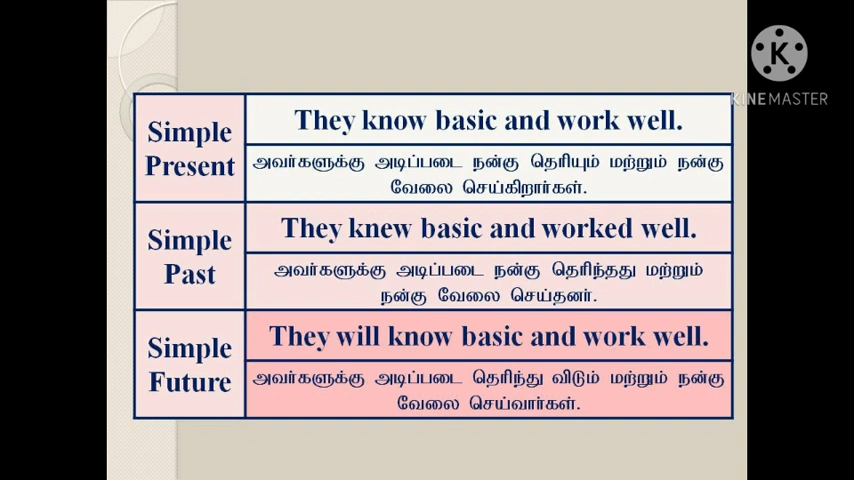 K
KINEMASTER
Simple
Present
They know basic and work well.
அவர்களுக்கு அடிப்படை நன்கு தெரியும் மற்றும் நன்கு
வேலை செய்கிறார்கள்.
Simple
Past
They knew basic and worked well.
அவர்களுக்கு அடிப்படை நன்கு தெரிந்தது மற்றும்
நன்கு வேலை செய்தனர்.
Simple
Future
They will know basic and work well.
அவர்களுக்கு அடிப்படை தெரிந்து விடும் மற்றும் நன்கு
வேலை செய்வார்கள்.